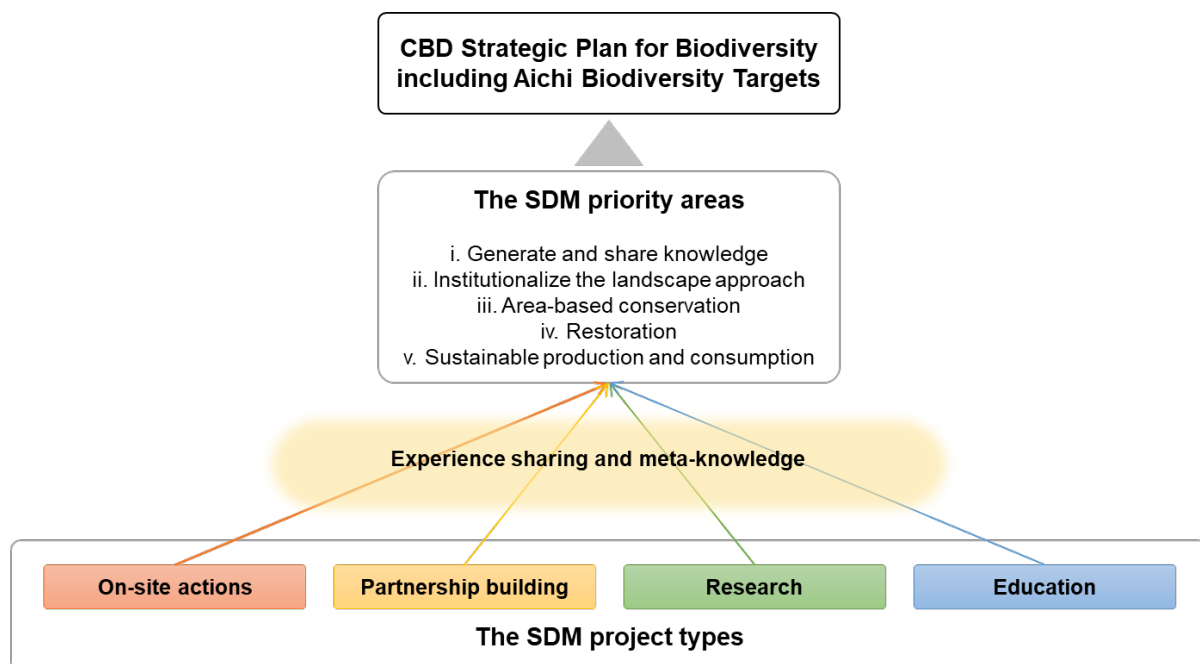 CBD Strategic Plan for Biodiversity
including Aichi Biodiversity Targets
The SDM priority areas
i. Generate and share knowledge
ii. Institutionalize the landscape approach
iii. Area-based conservation
iv. Restoration
v. Sustainable production and consumption
Experience sharing and meta-knowledge
On-site actions
Partnership building
Research
Education
The SDM project types